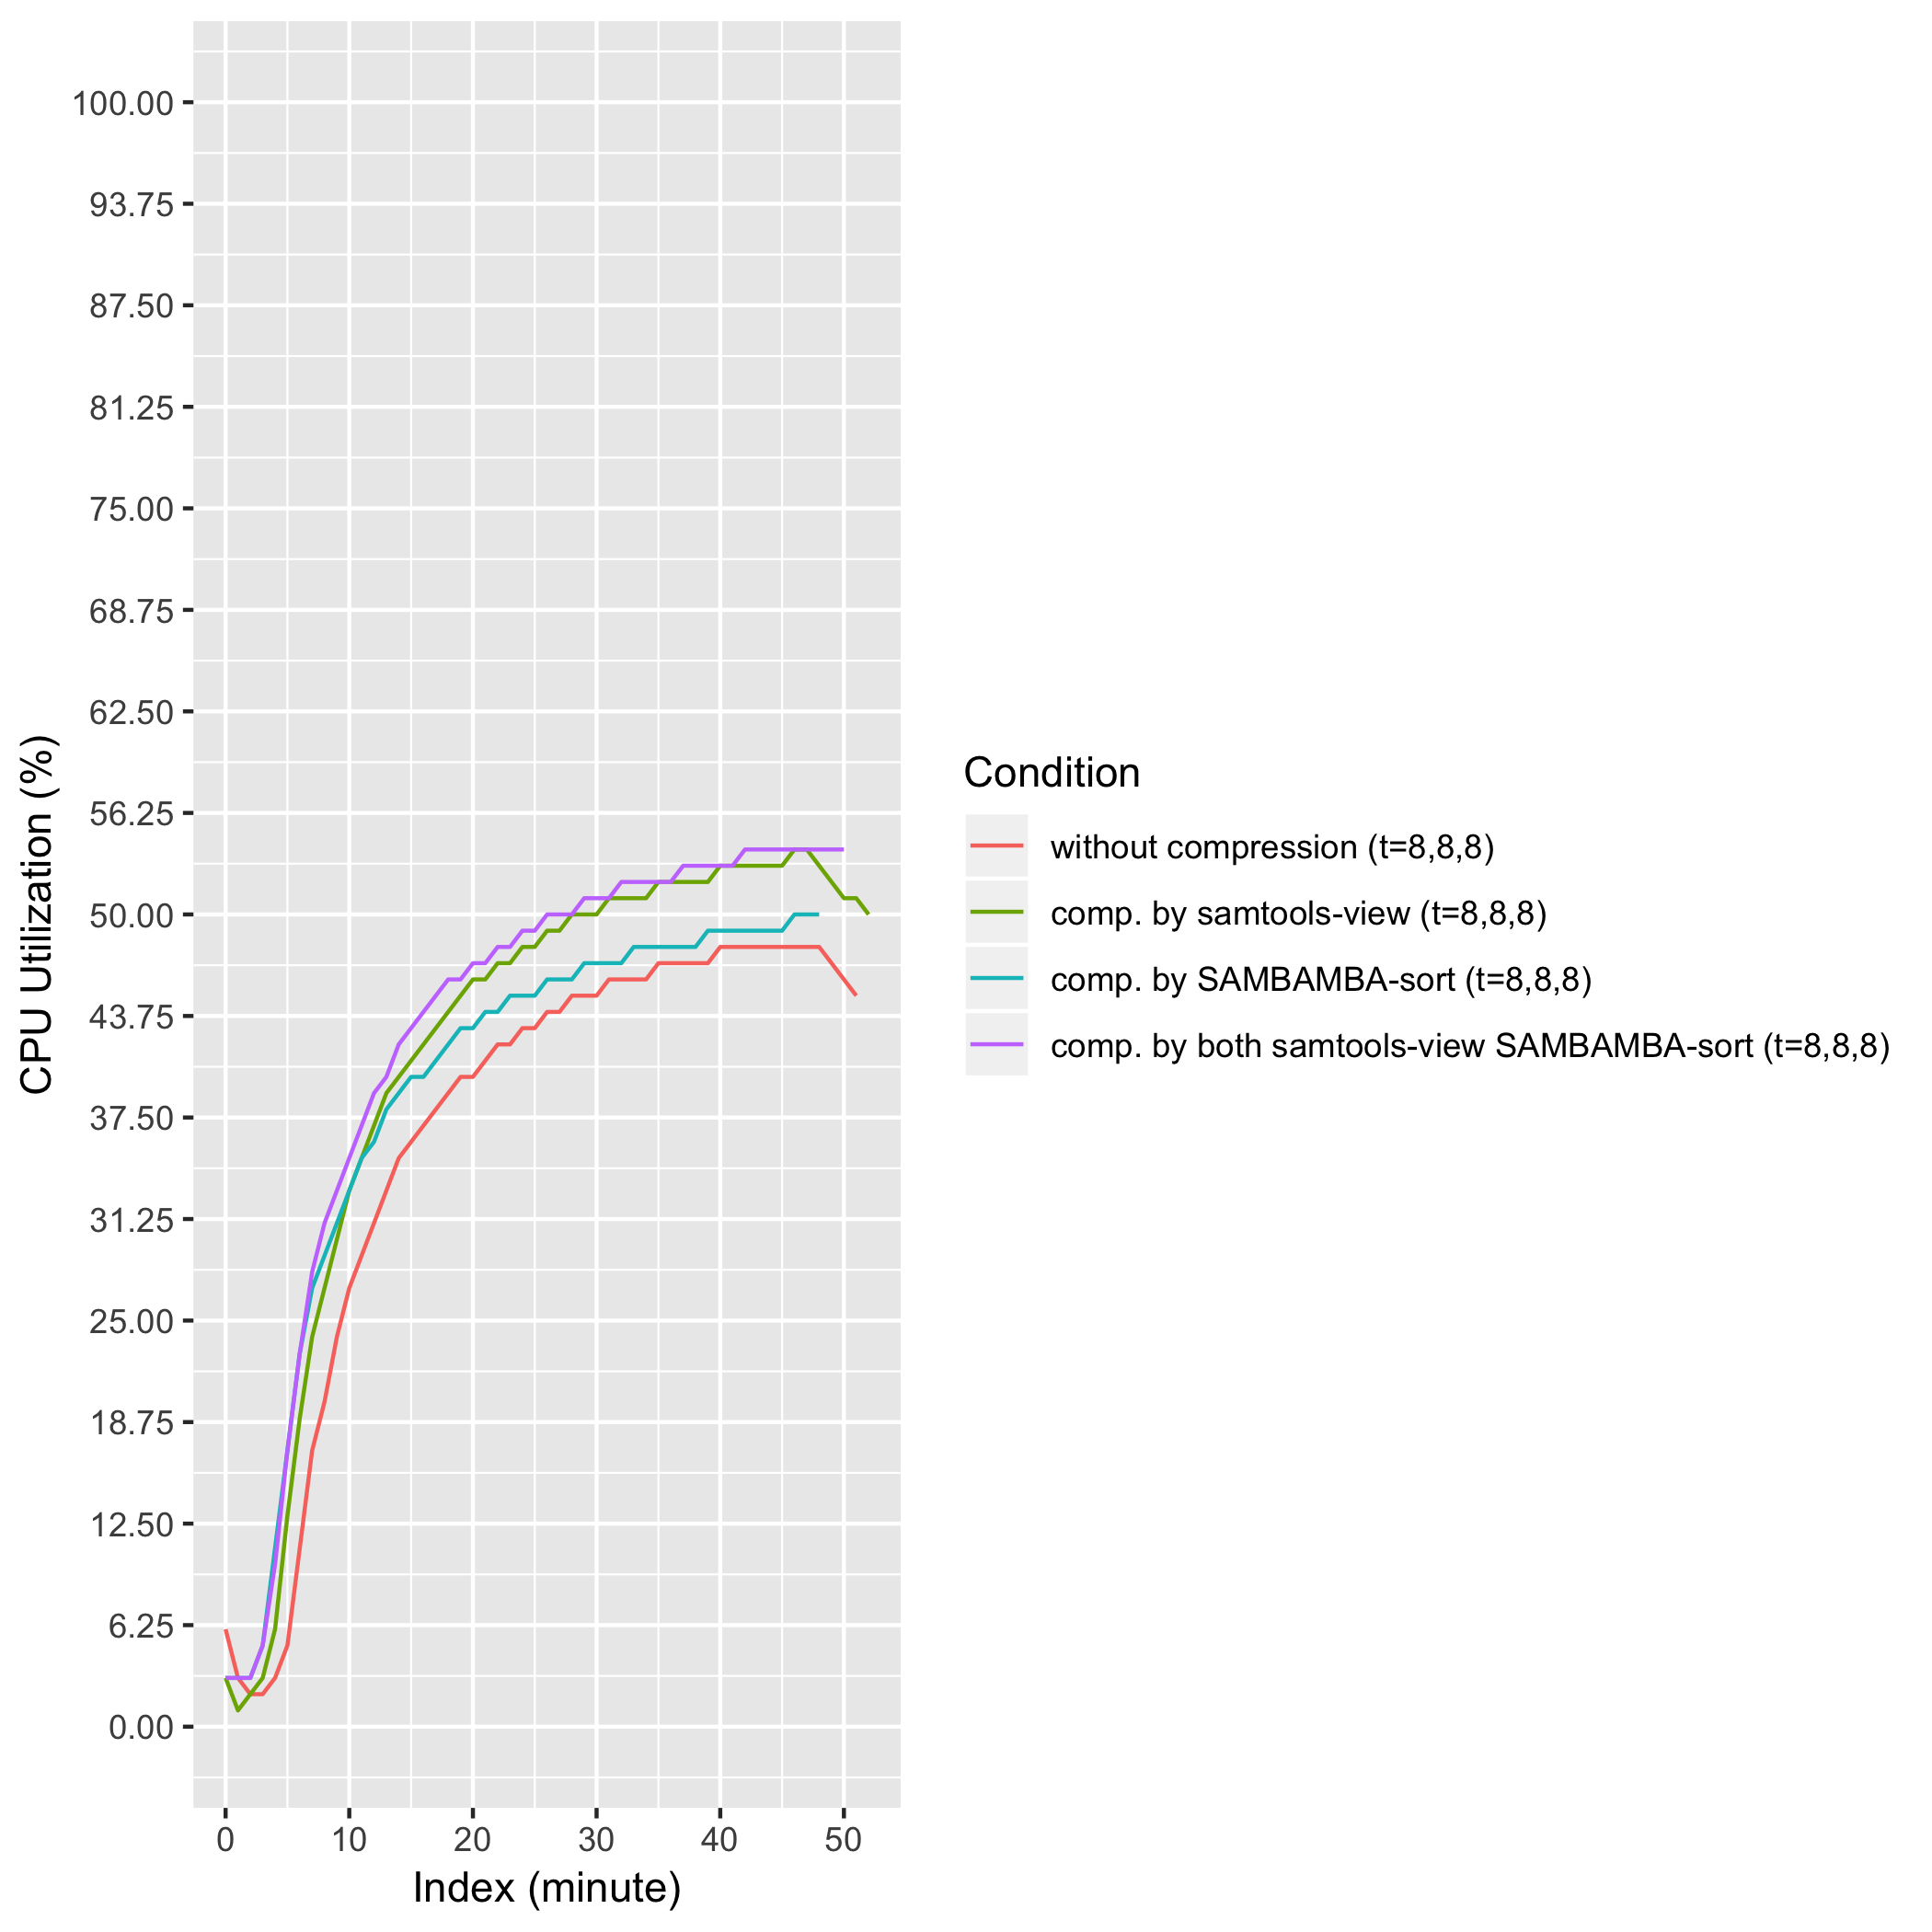 100.00
93.75
87.50
81.25
75.00
68.75
62.50
56.25
50.00
43.75
37.50
31.25
25.00
18.75
12.50
6.25
0.00
CPU Utilization (%)
0 10 20 30 40 50
Index (minute)
Condition
without compression (t=8,8,8)
comp. by samtools-view (t=8,8,8)
comp. by SAMBAMBA-sort (t=8,8,8)
comp. by both samtools-view SAMBAMBA-sort (t=8,8,8)